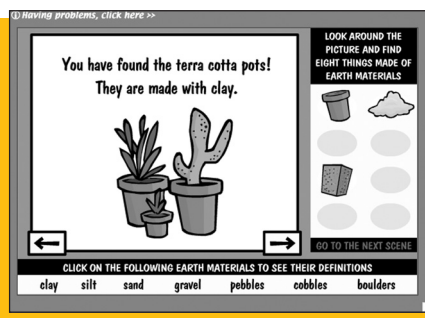 Having problems, click here >>
You have found the terra cotta pots!
They are made with clay.
LOOK AROUND THE
PICTURE AND FIND
EIGHT THINGS MADE OF
EARTH MATERIALS
GO TO THE NEXT SCENE
CLICK ON THE FOLLOWING EARTH MATERIALS TO SEE THEIR DEFINITIONS
clay silt sand gravel pebbles cobbles boulders